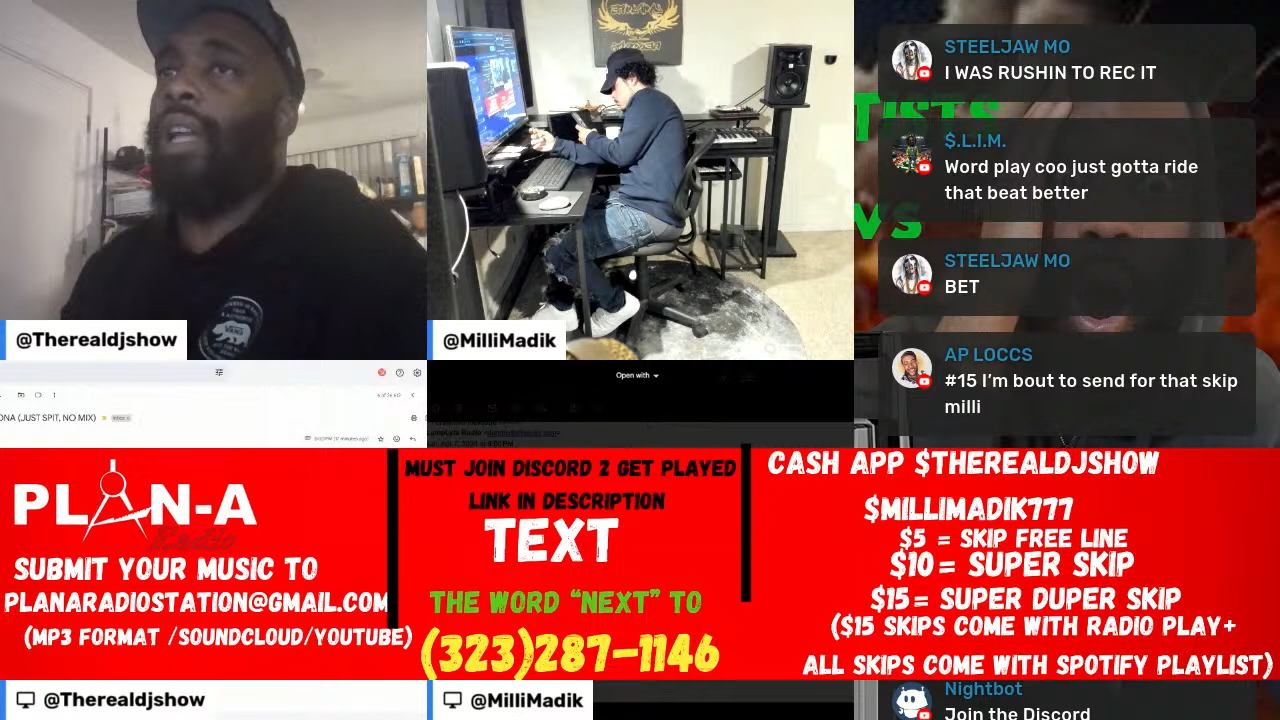 @Therealdjshow
@MilliMadik
STEELJAW MO
I WAS RUSHIN TO REC IT
TISTS
$.L.I.M.
Word play coo just gotta ride
that beat better
VS
STEELJAW MO
BET
AP LOCCS
#15 I'm bout to send for that skip
milli
ONA (JUST SPIT, NO MIX)
Inbox
Open with
PLAN-A
Radio
SUBMIT YOUR MUSIC TO
PLANARADIOSTATION@GMAIL.COM
(MP3 FORMAT /SOUNDCLOUD/YOUTUBE)
MUST JOIN DISCORD 2 GET PLAYED
LINK IN DESCRIPTION
TEXT
THE WORD “NEXT” TO
(323)287-1146
CASH APP $THEREALDJSHOW
$MILLIMADIK777
$5 = SKIP FREE LINE
$10 = SUPER SKIP
$15 = SUPER DUPER SKIP
($15 SKIPS COME WITH RADIO PLAY+
ALL SKIPS COME WITH SPOTIFY PLAYLIST)
@Therealdjshow
@MilliMadik
Nightbot
Join the Discord